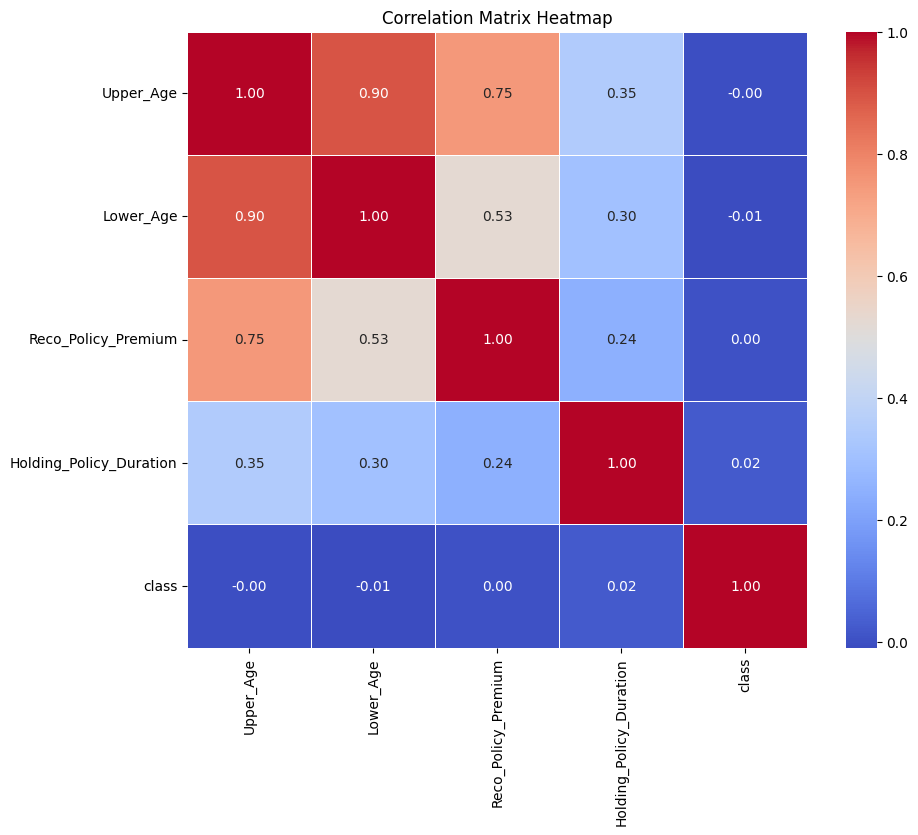 Correlation Matrix Heatmap
Upper_Age 1.00 0.90 0.75 0.35 -0.00
Lower_Age 0.90 1.00 0.53 0.30 -0.01
Reco_Policy_Premium 0.75 0.53 1.00 0.24 0.00
Holding_Policy_Duration 0.35 0.30 0.24 1.00 0.02
class -0.00 -0.01 0.00 0.02 1.00
Upper_Age
Lower_Age
Reco_Policy_Premium
Holding_Policy_Duration
class
1.0
0.8
0.6
0.4
0.2
0.0